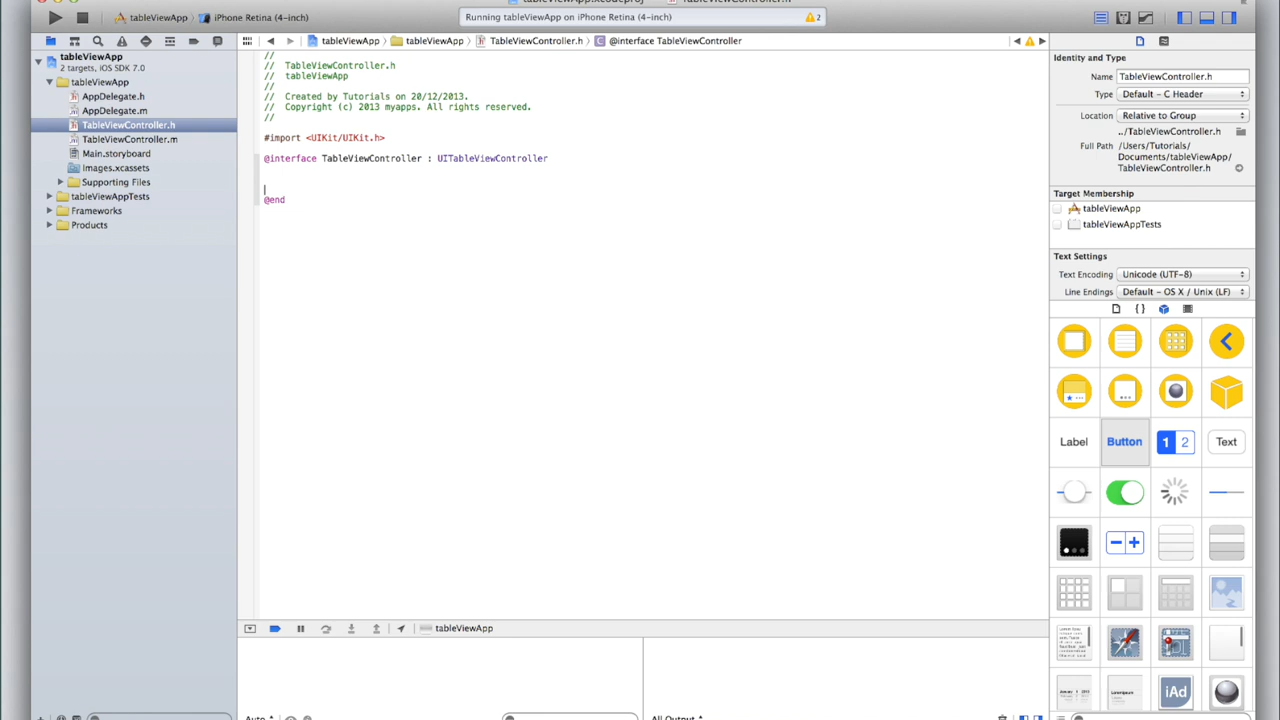 tableViewApp
iPhone Retina (4-inch)
Running tableViewApp on iPhone Retina (4-inch)
2
tableViewApp
2 targets, iOS SDK 7.0
tableViewApp
AppDelegate.h
AppDelegate.m
TableViewController.h
TableViewController.m
Main.storyboard
Images.xcassets
Supporting Files
tableViewAppTests
Frameworks
Products
tableViewApp
tableViewApp
TableViewController.h
@interface TableViewController
//
// TableViewController.h
// tableViewApp
//
// Created by Tutorials on 20/12/2013.
// Copyright (c) 2013 myapps. All rights reserved.
//
#import <UIKit/UIKit.h>
@interface TableViewController : UITableViewController
@end
tableViewApp
Auto
All Output
Identity and Type
Name TableViewController.h
Type Default - C Header
Location Relative to Group
../TableViewController.h
Full Path /Users/Tutorials/
Documents/tableViewApp/
TableViewController.h
Target Membership
tableViewApp
tableViewAppTests
Text Settings
Text Encoding Unicode (UTF-8)
Line Endings Default - OS X / Unix (LF)
{ }
Label
Button
1 2
Text
iAd